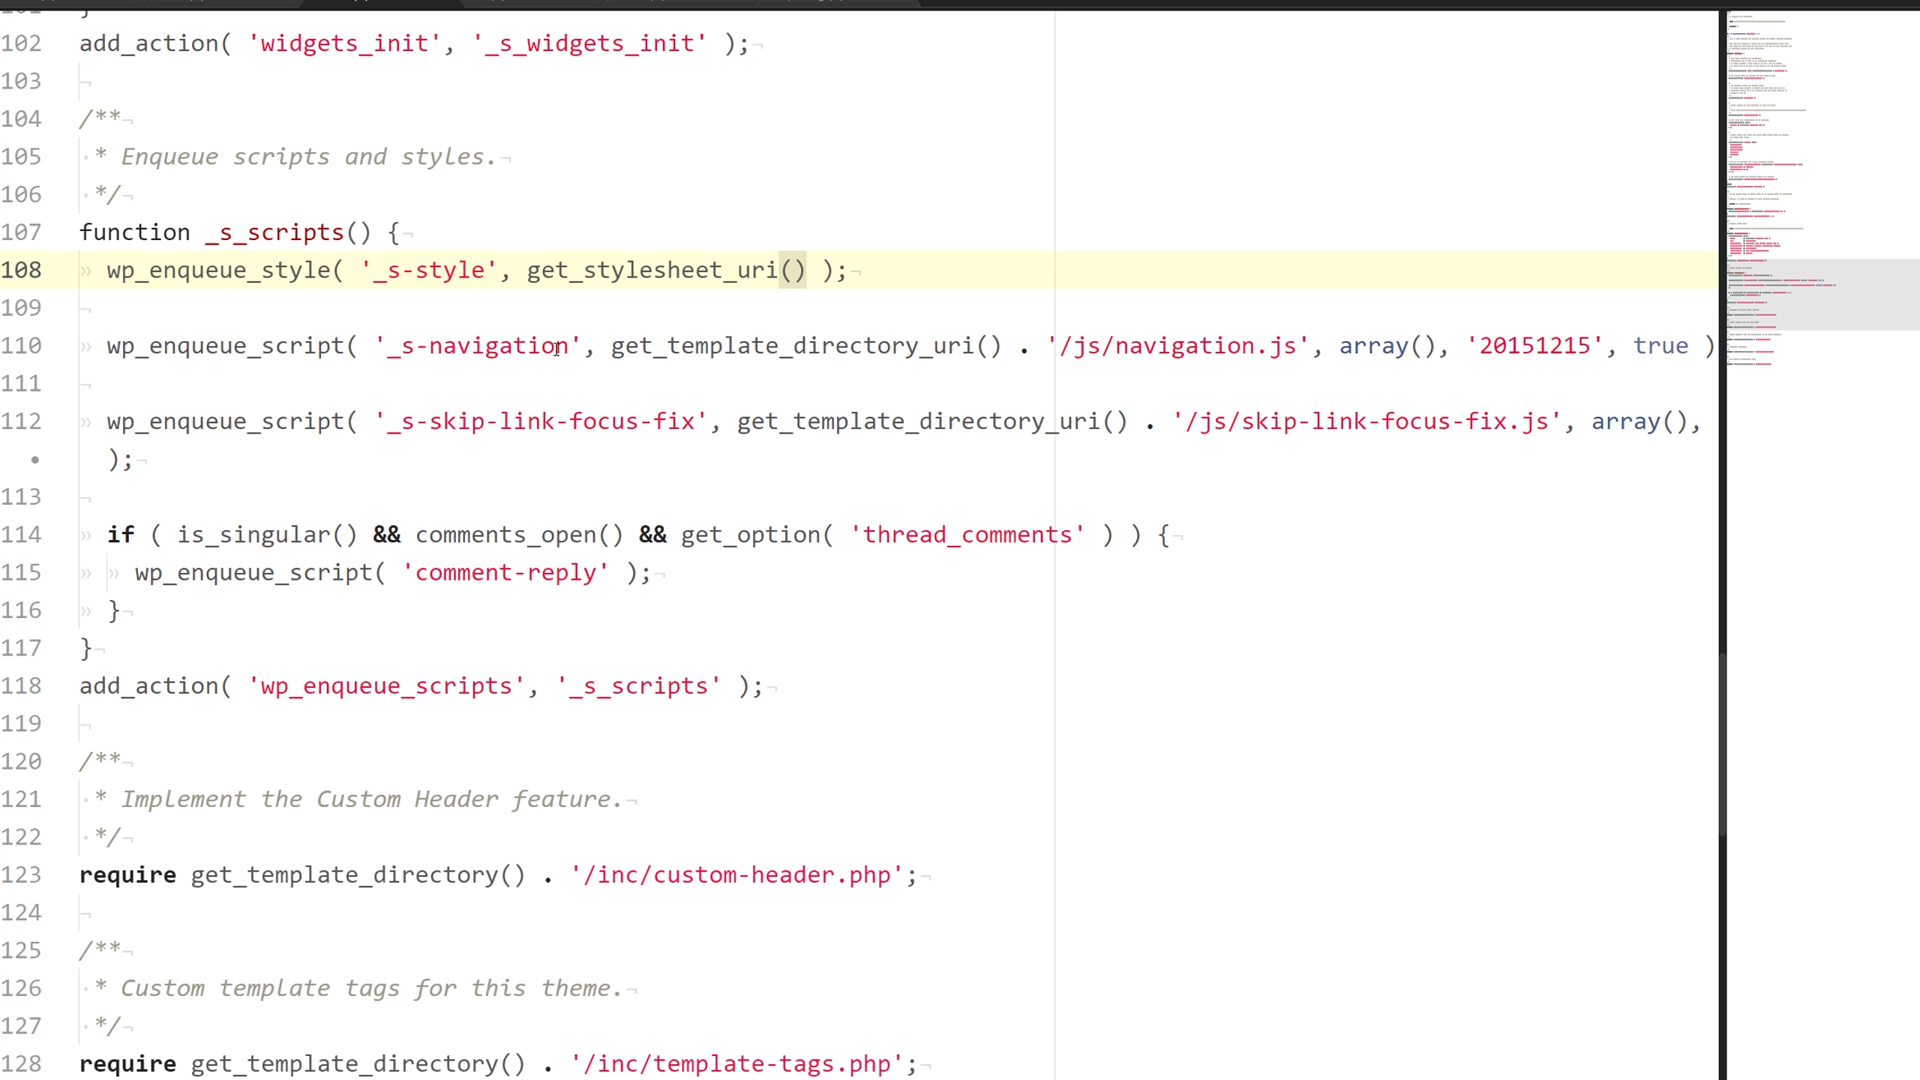 102 add_action( 'widgets_init', '_s_widgets_init' );
103
104 /**
105 * Enqueue scripts and styles.
106 */
107 function _s_scripts() {
108 wp_enqueue_style( '_s-style', get_stylesheet_uri() );
109
110 wp_enqueue_script( '_s-navigation', get_template_directory_uri() . '/js/navigation.js', array(), '20151215', true )
111
112 wp_enqueue_script( '_s-skip-link-focus-fix', get_template_directory_uri() . '/js/skip-link-focus-fix.js', array(),
);
113
114 if ( is_singular() && comments_open() && get_option( 'thread_comments' ) ) {
115 wp_enqueue_script( 'comment-reply' );
116 }
117 }
118 add_action( 'wp_enqueue_scripts', '_s_scripts' );
119
120 /**
121 * Implement the Custom Header feature.
122 */
123 require get_template_directory() . '/inc/custom-header.php';
124
125 /**
126 * Custom template tags for this theme.
127 */
128 require get_template_directory() . '/inc/template-tags.php';